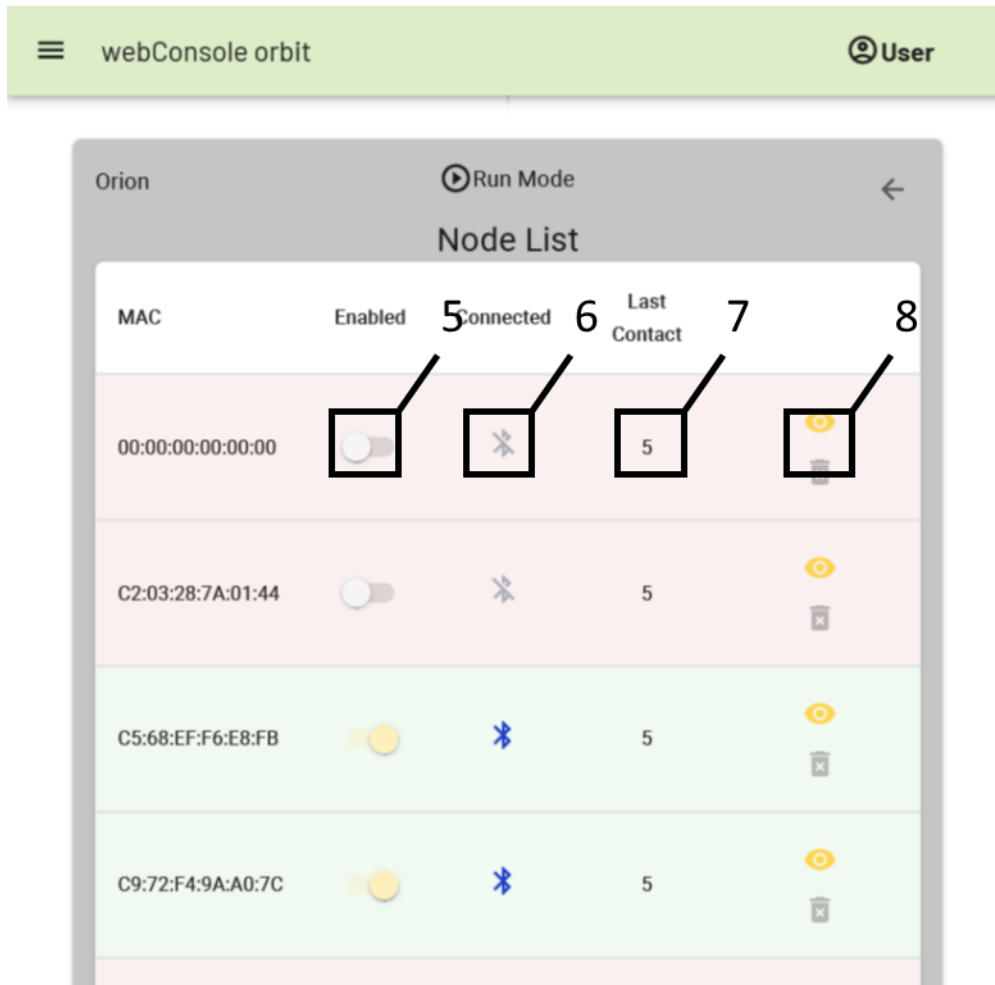 webConsole orbit User
Orion Run Mode
Node List
MAC Enabled Connected Last Contact
5 6 7 8
00:00:00:00:00:00 5
C2:03:28:7A:01:44 5
C5:68:EF:F6:E8:FB 5
C9:72:F4:9A:A0:7C 5